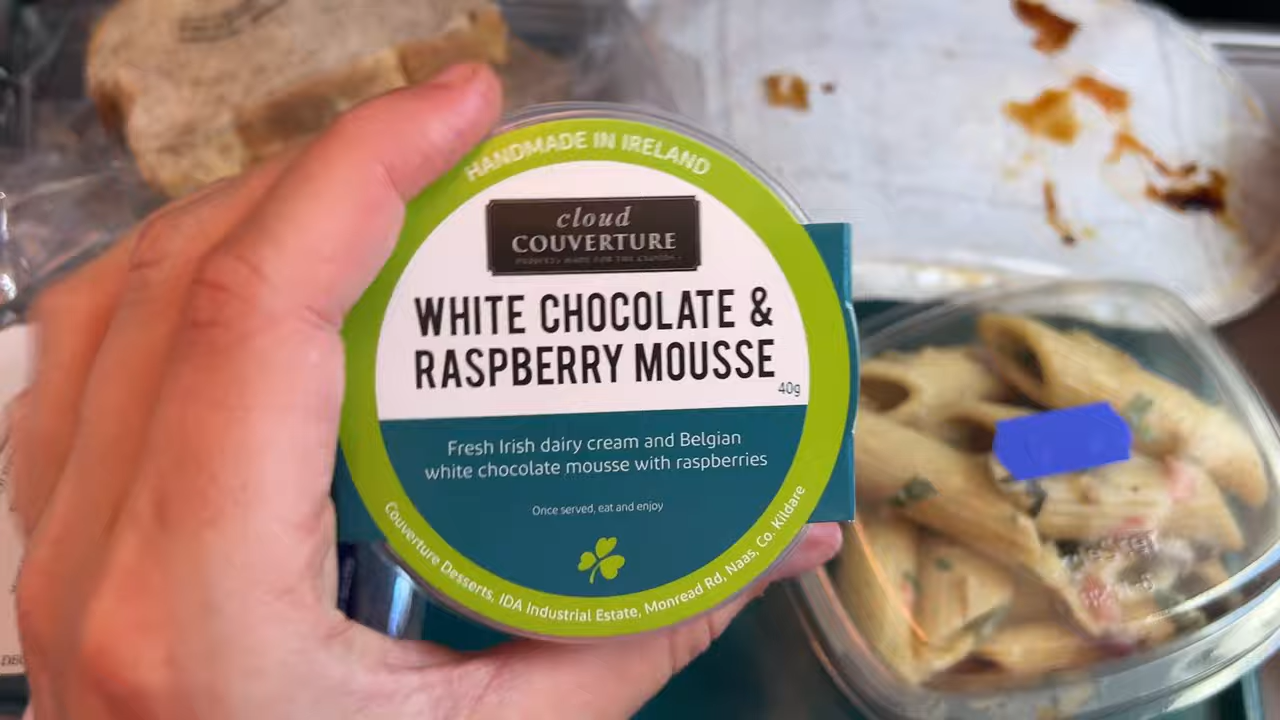 HANDMADE IN IRELAND
cloud
COUVERTURE
WHITE CHOCOLATE &
RASPBERRY MOUSSE
40g
Fresh Irish dairy cream and Belgian
white chocolate mousse with raspberries
Once served, eat and enjoy
Couverture Desserts, IDA Industrial Estate, Monread Rd, Naas, Co. Kildare